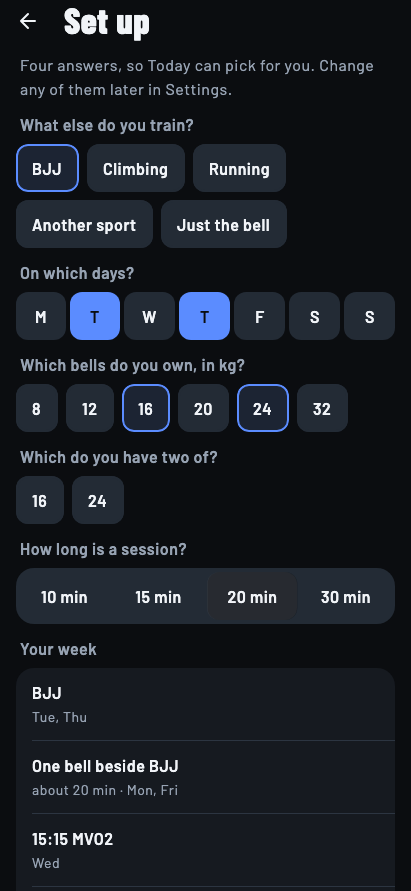 Set up
Four answers, so Today can pick for you. Change
any of them later in Settings.
What else do you train?
BJJ Climbing Running
Another sport Just the bell
On which days?
M T W T F S S
Which bells do you own, in kg?
8 12 16 20 24 32
Which do you have two of?
16 24
How long is a session?
10 min 15 min 20 min 30 min
Your week
BJJ
Tue, Thu
One bell beside BJJ
about 20 min · Mon, Fri
15:15 MVO2
Wed